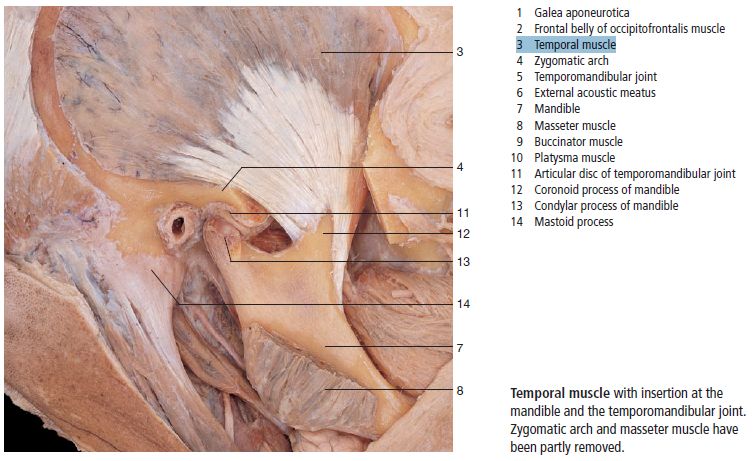 3
4
11
12
13
14
7
8
1 Galea aponeurotica
2 Frontal belly of occipitofrontalis muscle
3 Temporal muscle
4 Zygomatic arch
5 Temporomandibular joint
6 External acoustic meatus
7 Mandible
8 Masseter muscle
9 Buccinator muscle
10 Platysma muscle
11 Articular disc of temporomandibular joint
12 Coronoid process of mandible
13 Condylar process of mandible
14 Mastoid process
Temporal muscle with insertion at the
mandible and the temporomandibular joint.
Zygomatic arch and masseter muscle have
been partly removed.